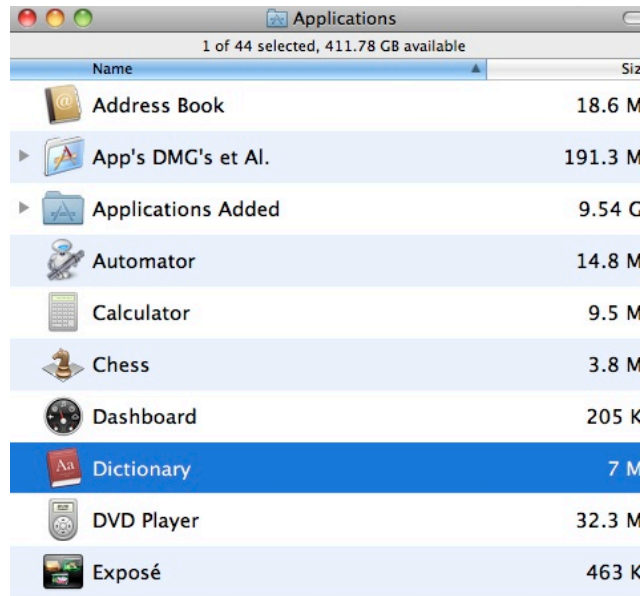 Applications
1 of 44 selected, 411.78 GB available
Name Siz
Address Book 18.6 M
App's DMG's et Al. 191.3 M
Applications Added 9.54 G
Automator 14.8 M
Calculator 9.5 M
Chess 3.8 M
Dashboard 205 K
Aa Dictionary 7 M
DVD Player 32.3 M
Exposé 463 K